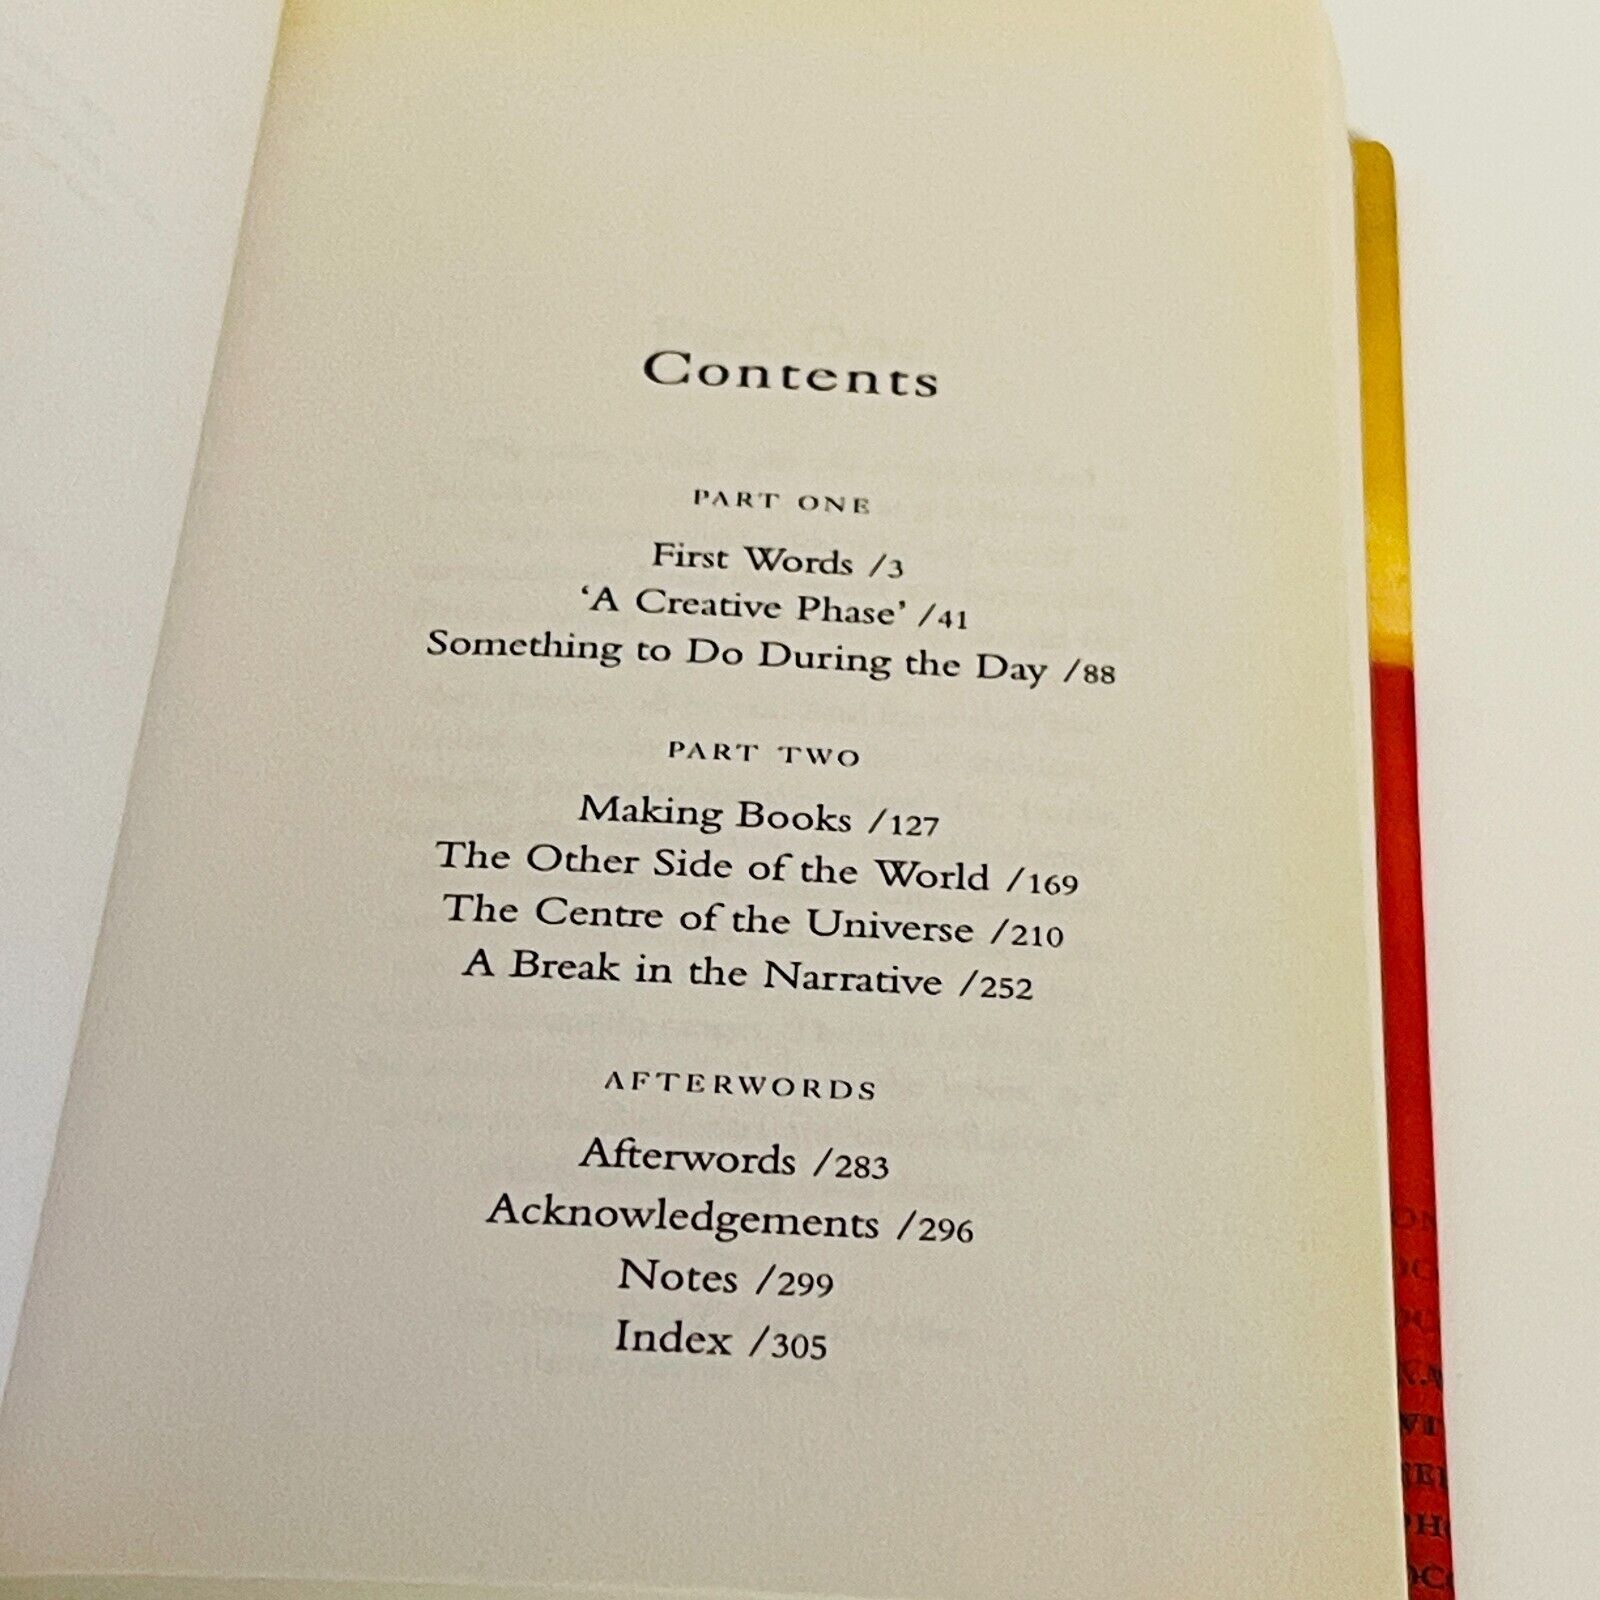 Contents
PART ONE
First Words /3
‘A Creative Phase’ /41
Something to Do During the Day /88
PART TWO
Making Books /127
The Other Side of the World /169
The Centre of the Universe /210
A Break in the Narrative /252
AFTERWORDS
Afterwords /283
Acknowledgements /296
Notes /299
Index /305